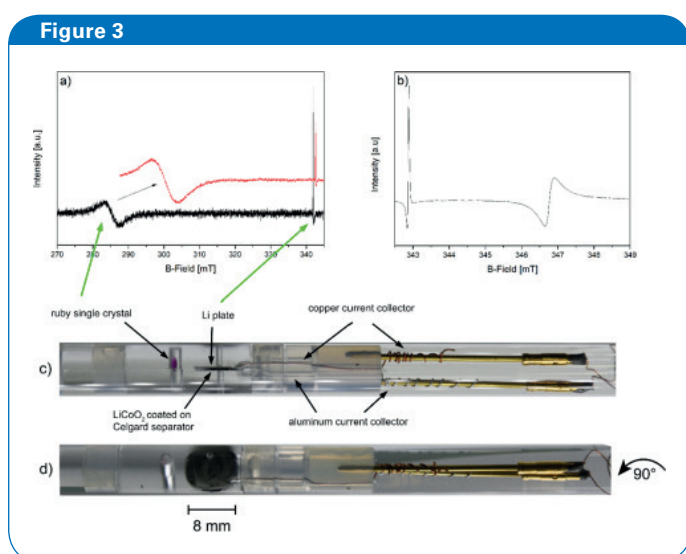 Figure 3
a)
Intensity [a.u.]
270 280 290 300 310 320 330 340
B-Field [mT]
b)
Intensity [a.u]
343 344 345 346 347 348 349
B-Field [mT]
ruby single crystal
Li plate
copper current collector
c)
LiCoO₂ coated on
Celgard separator
aluminum current collector
d)
90°
8 mm